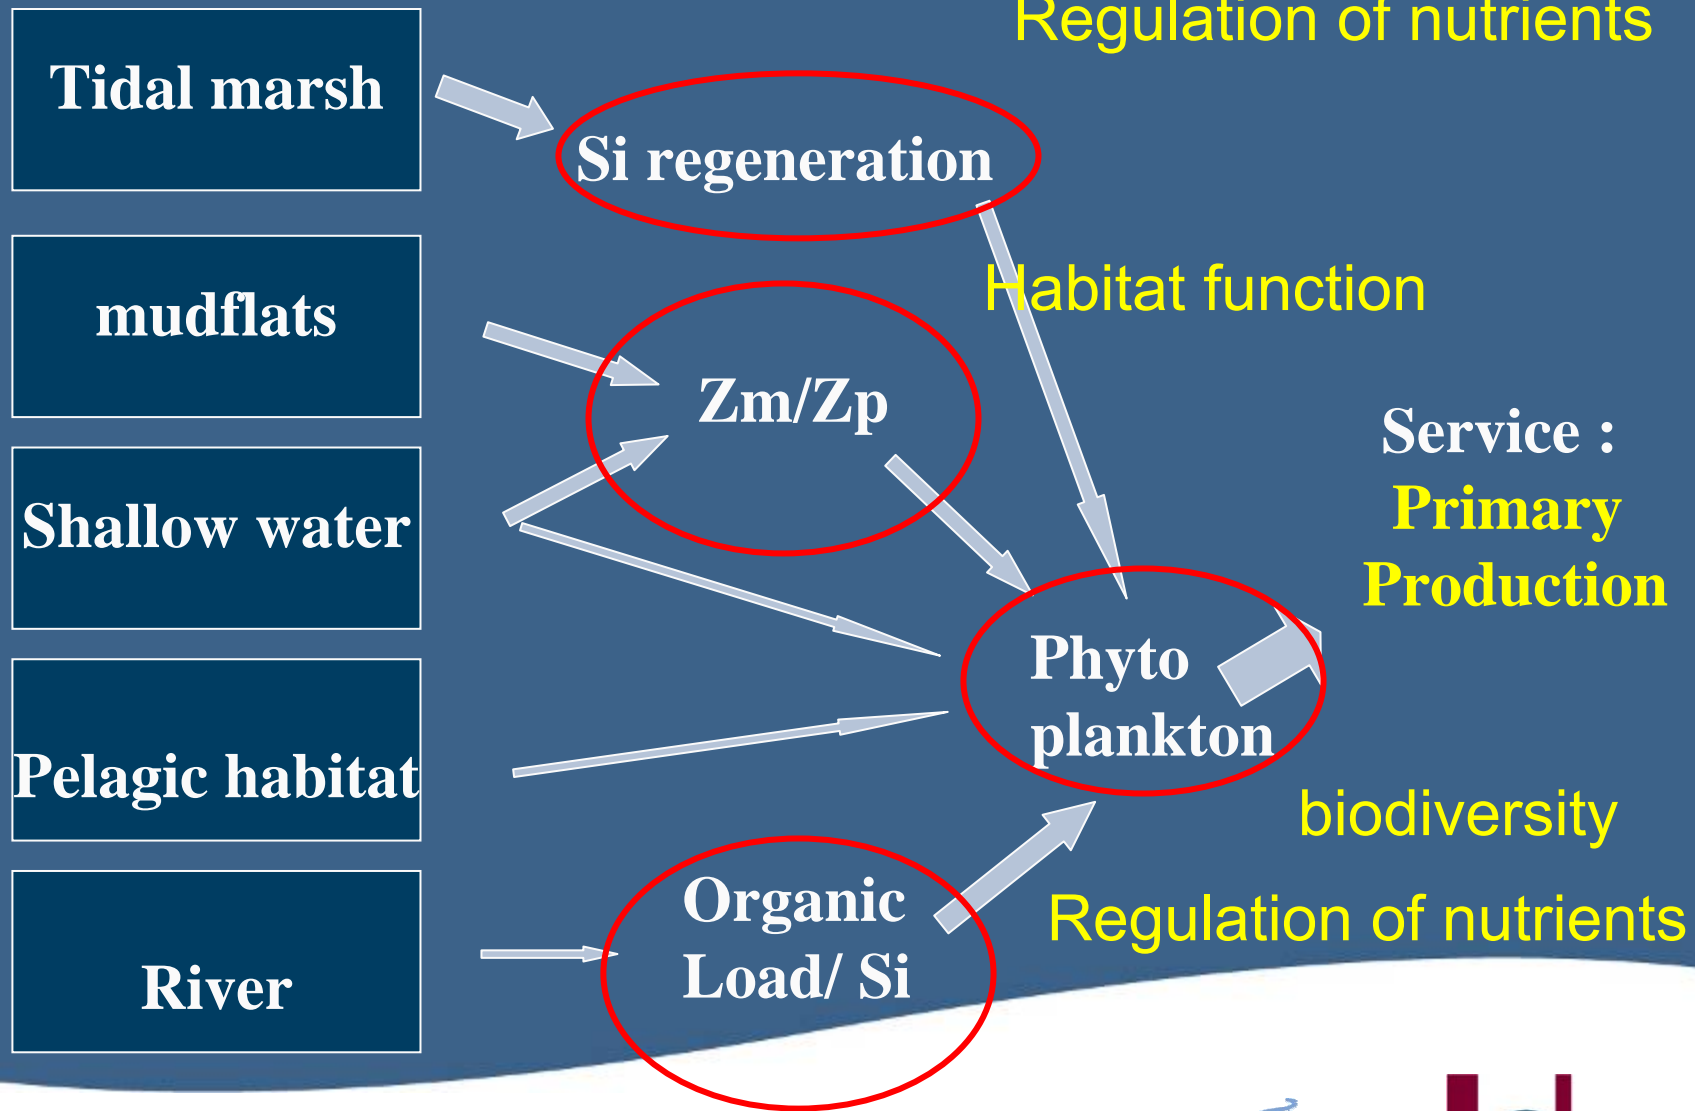 Regulation of nutrients
Tidal marsh
Si regeneration
Habitat function
mudflats
Zm/Zp
Service :
Primary
Production
Shallow water
Phyto
plankton
Pelagic habitat
biodiversity
Organic
Load/ Si
Regulation of nutrients
River